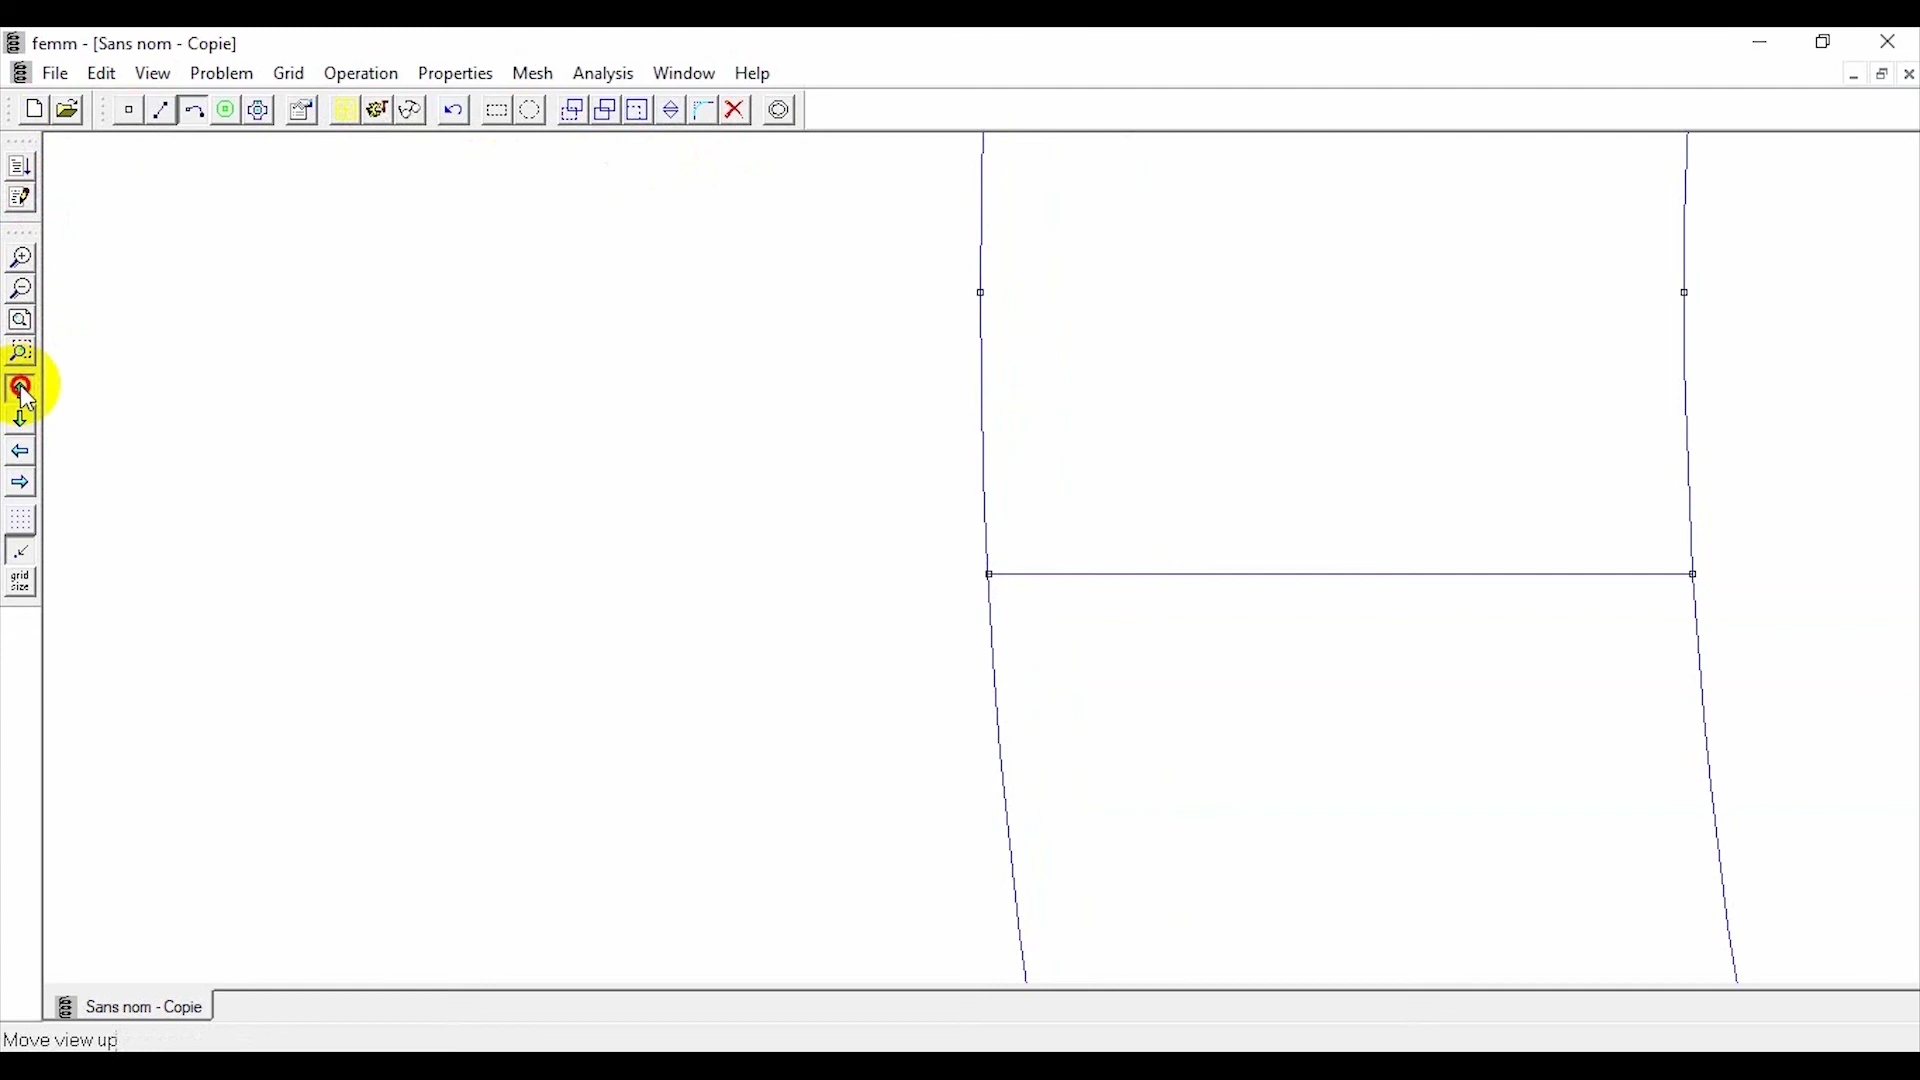 femm - [Sans nom - Copie]
File Edit View Problem Grid Operation Properties Mesh Analysis Window Help
grid
size
Sans nom - Copie
Move view up